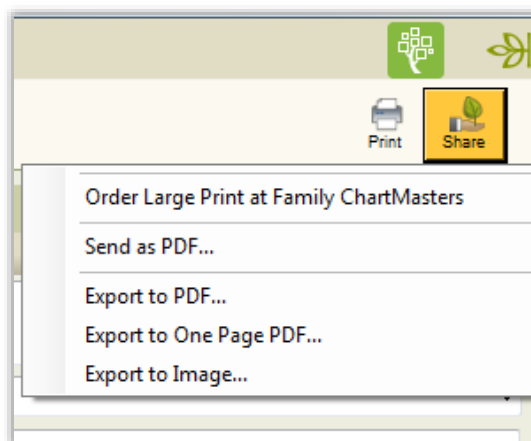 Print
Share
Order Large Print at Family ChartMasters
Send as PDF...
Export to PDF...
Export to One Page PDF...
Export to Image...